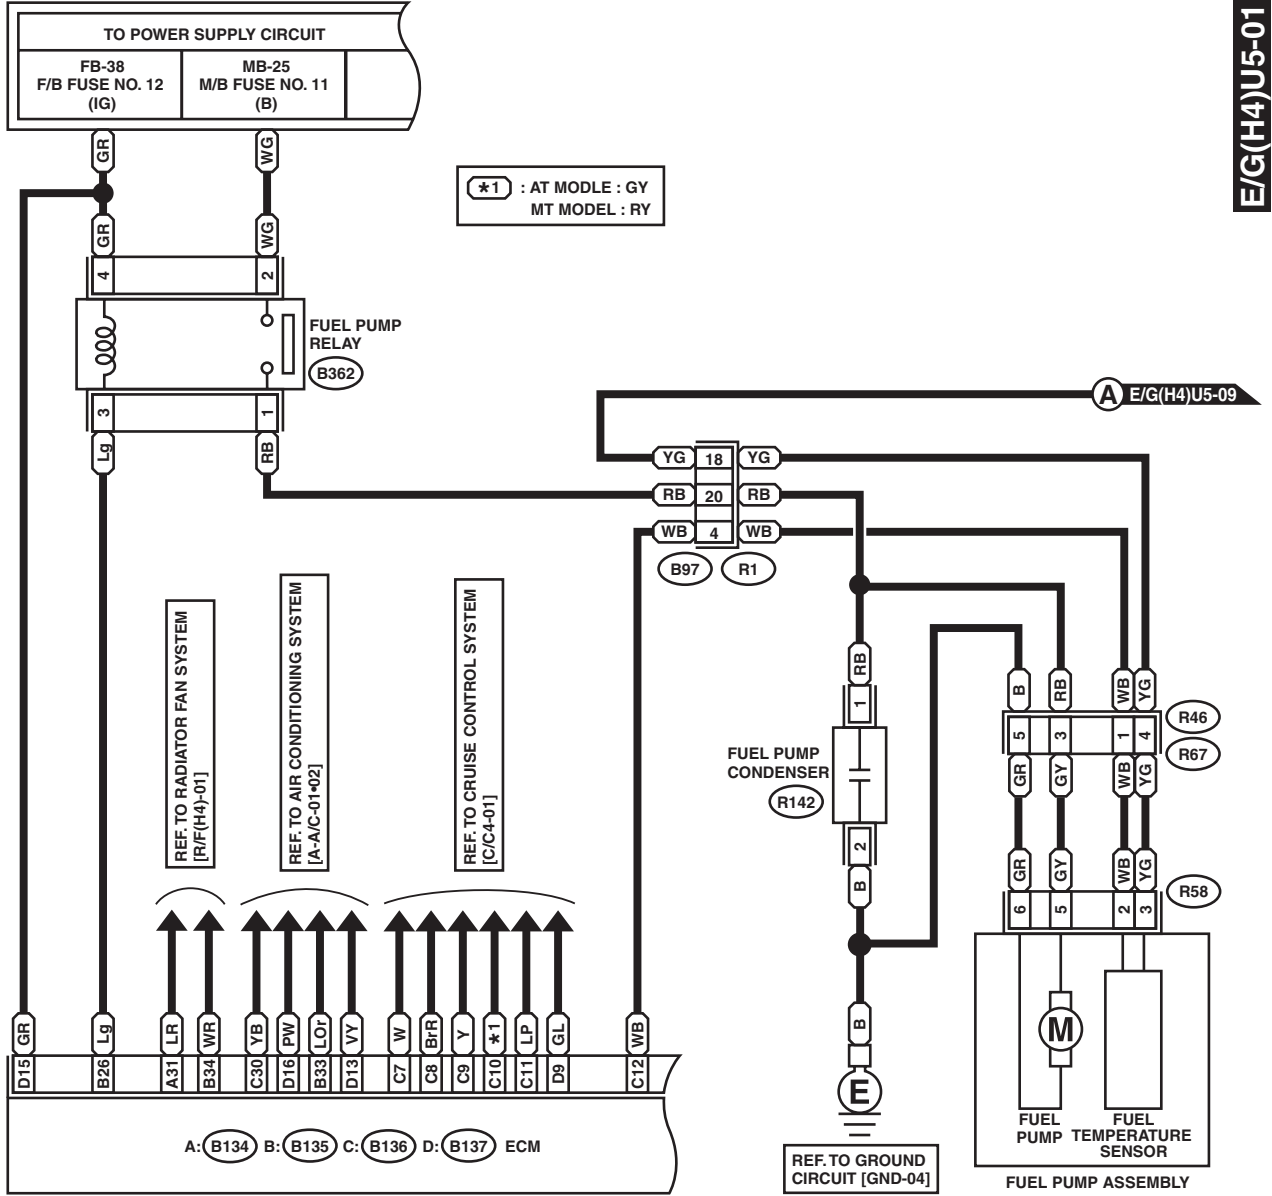 E/G(H4)U5-01
TO POWER SUPPLY CIRCUIT
FB-38
F/B FUSE NO. 12
(IG)
MB-25
M/B FUSE NO. 11
(B)
GR
WG
*1 : AT MODLE : GY
MT MODEL : RY
GR
WG
4
2
FUEL PUMP
RELAY
B362
3
1
Lg
RB
A E/G(H4)U5-09
YG 18 YG
RB 20 RB
WB 4 WB
B97 R1
REF. TO RADIATOR FAN SYSTEM
[R/F(H4)-01]
REF. TO AIR CONDITIONING SYSTEM
[A-A/C-01•02]
REF. TO CRUISE CONTROL SYSTEM
[C/C4-01]
RB
1
FUEL PUMP
CONDENSER
R142
2
B
B RB WB YG
5 3 1 4
R46
R67
GR GY WB YG
GR GY WB YG
6 5 2 3
R58
M
FUEL
PUMP
FUEL
TEMPERATURE
SENSOR
FUEL PUMP ASSEMBLY
B
E
REF. TO GROUND
CIRCUIT [GND-04]
GR Lg LR WR YB PW LOr VY W BrR Y *1 LP GL WB
D15 B26 A31 B34 C30 D16 B33 D13 C7 C8 C9 C10 C11 D9 C12
A: B134 B: B135 C: B136 D: B137 ECM